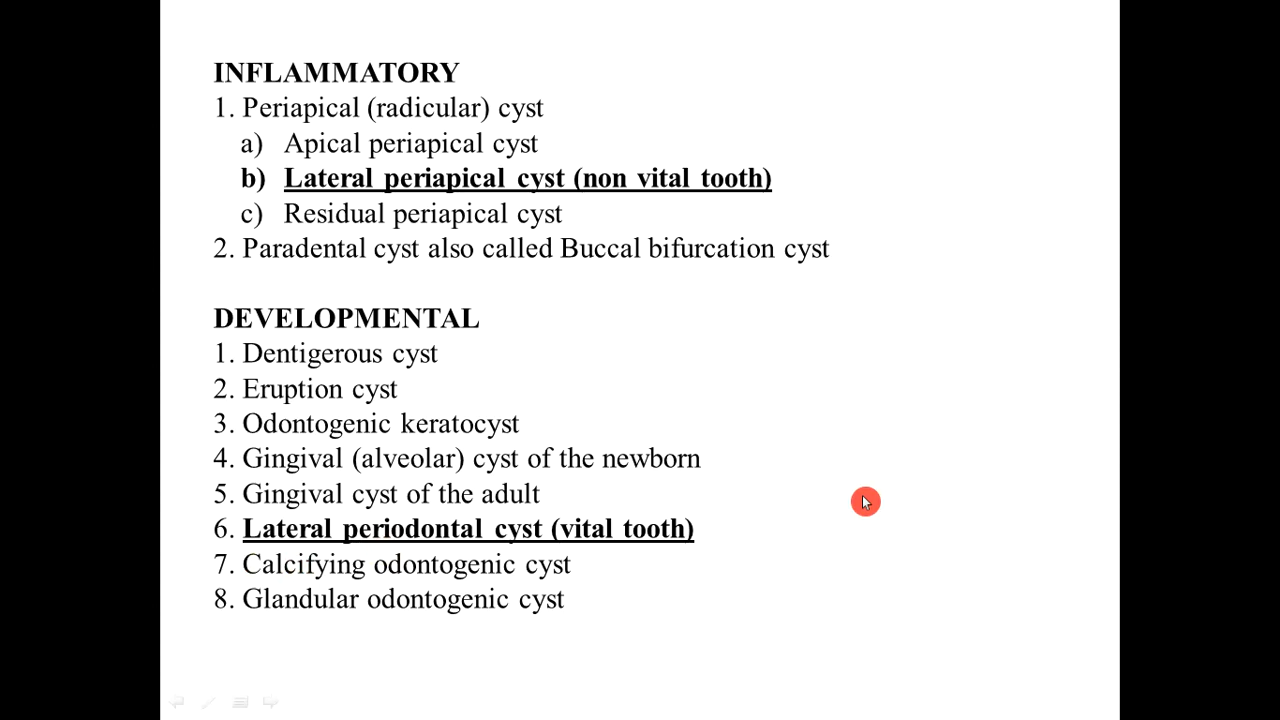 INFLAMMATORY
1. Periapical (radicular) cyst
a) Apical periapical cyst
b) Lateral periapical cyst (non vital tooth)
c) Residual periapical cyst
2. Paradental cyst also called Buccal bifurcation cyst
DEVELOPMENTAL
1. Dentigerous cyst
2. Eruption cyst
3. Odontogenic keratocyst
4. Gingival (alveolar) cyst of the newborn
5. Gingival cyst of the adult
6. Lateral periodontal cyst (vital tooth)
7. Calcifying odontogenic cyst
8. Glandular odontogenic cyst